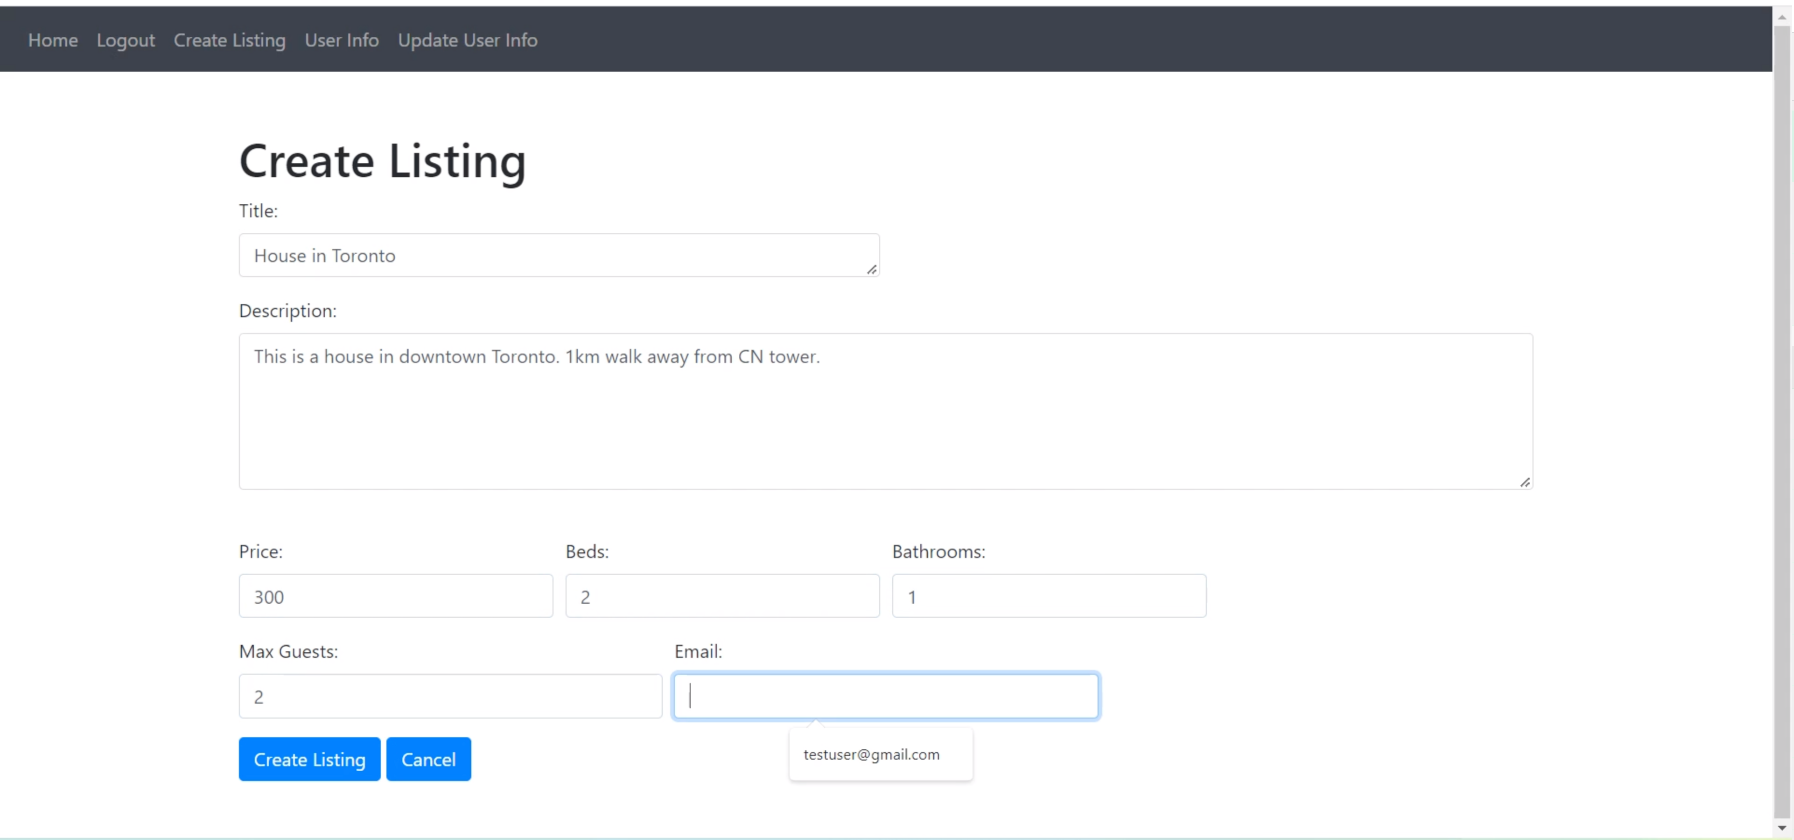 Home Logout Create Listing User Info Update User Info
Create Listing
Title:
House in Toronto
Description:
This is a house in downtown Toronto. 1km walk away from CN tower.
Price: Beds: Bathrooms:
300 2 1
Max Guests: Email:
2
testuser@gmail.com
Create Listing Cancel